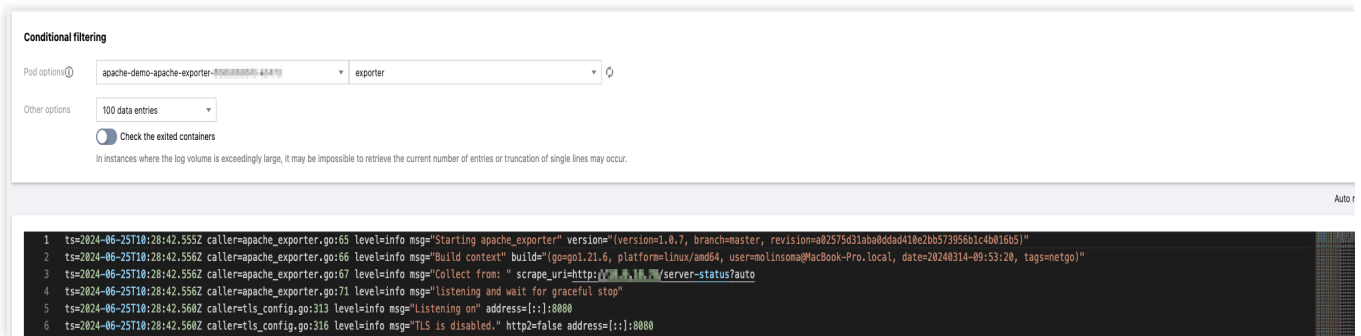 Conditional filtering
Pod options apache-demo-apache-exporter- exporter
Other options 100 data entries
Check the exited containers
In instances where the log volume is exceedingly large, it may be impossible to retrieve the current number of entries or truncation of single lines may occur.
Auto
1 ts=2024-06-25T10:28:42.555Z caller=apache_exporter.go:65 level=info msg="Starting apache_exporter" version="(version=1.0.7, branch=master, revision=a02575d31aba0ddad410e2bb573956b1c4b016b5)"
2 ts=2024-06-25T10:28:42.556Z caller=apache_exporter.go:66 level=info msg="Build context" build="(go=go1.21.6, platform=linux/amd64, user=molinsoma@MacBook-Pro.local, date=20240314-09:53:20, tags=netgo)"
3 ts=2024-06-25T10:28:42.556Z caller=apache_exporter.go:67 level=info msg="Collect from: " scrape_uri=http: /server-status?auto
4 ts=2024-06-25T10:28:42.556Z caller=apache_exporter.go:71 level=info msg="listening and wait for graceful stop"
5 ts=2024-06-25T10:28:42.560Z caller=tls_config.go:313 level=info msg="Listening on" address=[::]:8080
6 ts=2024-06-25T10:28:42.560Z caller=tls_config.go:316 level=info msg="TLS is disabled." http2=false address=[::]:8080